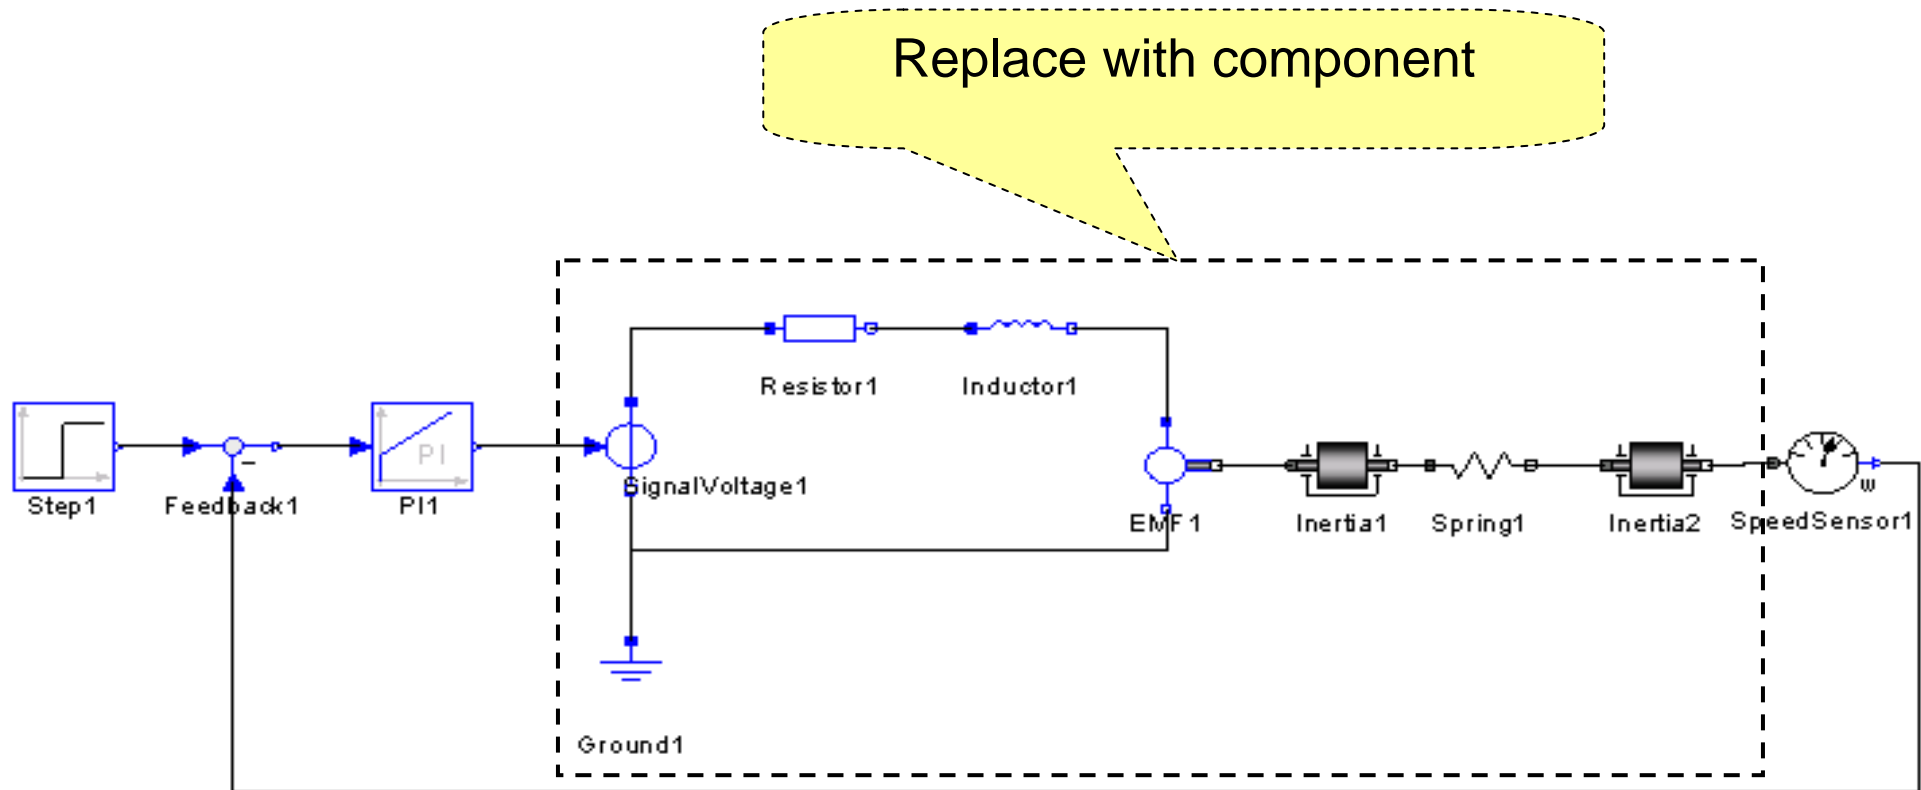 Replace with component
Resistor1
Inductor1
PI
Step1
Feedback1
PI1
SignalVoltage1
EMF1
Inertia1
Spring1
Inertia2
w
SpeedSensor1
Ground1